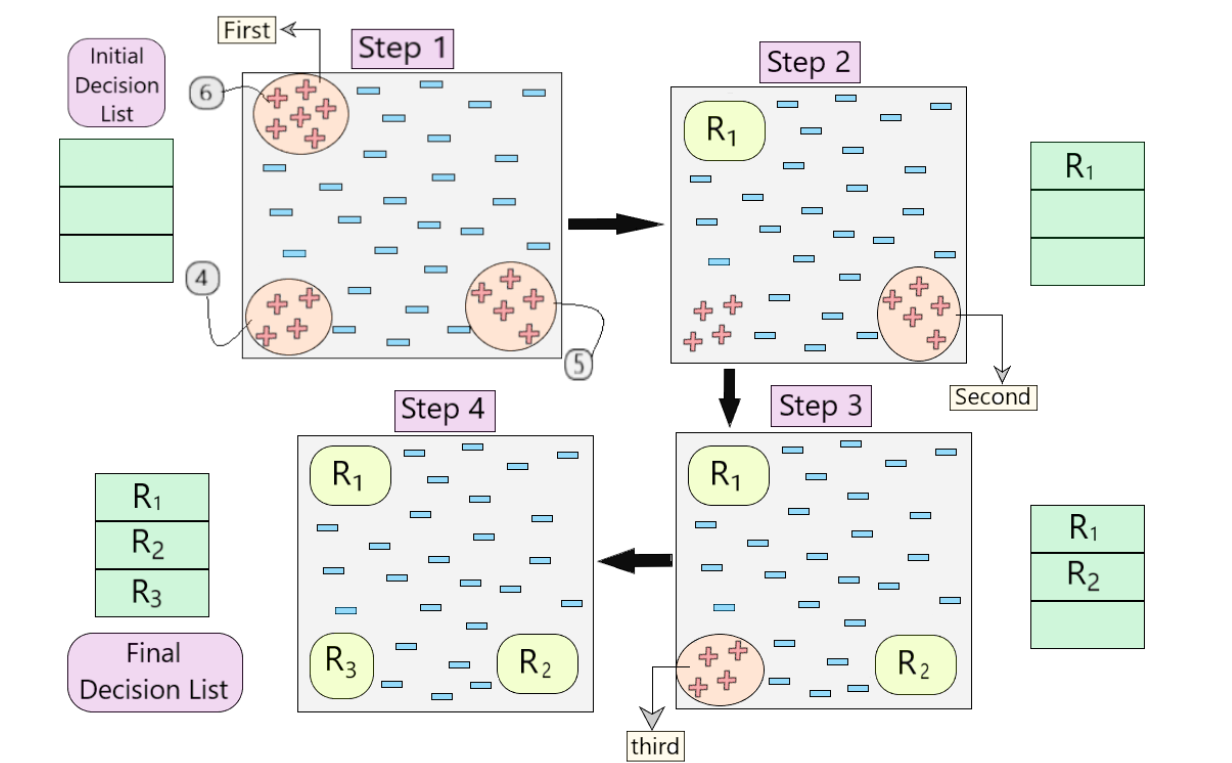 First
Step 1
Initial
Decision
List
6
4
5
Step 2
R₁
R₁
Second
Step 3
R₁
R₂
third
R₁
R₂
Step 4
R₁
R₃
R₂
R₁
R₂
R₃
Final
Decision List